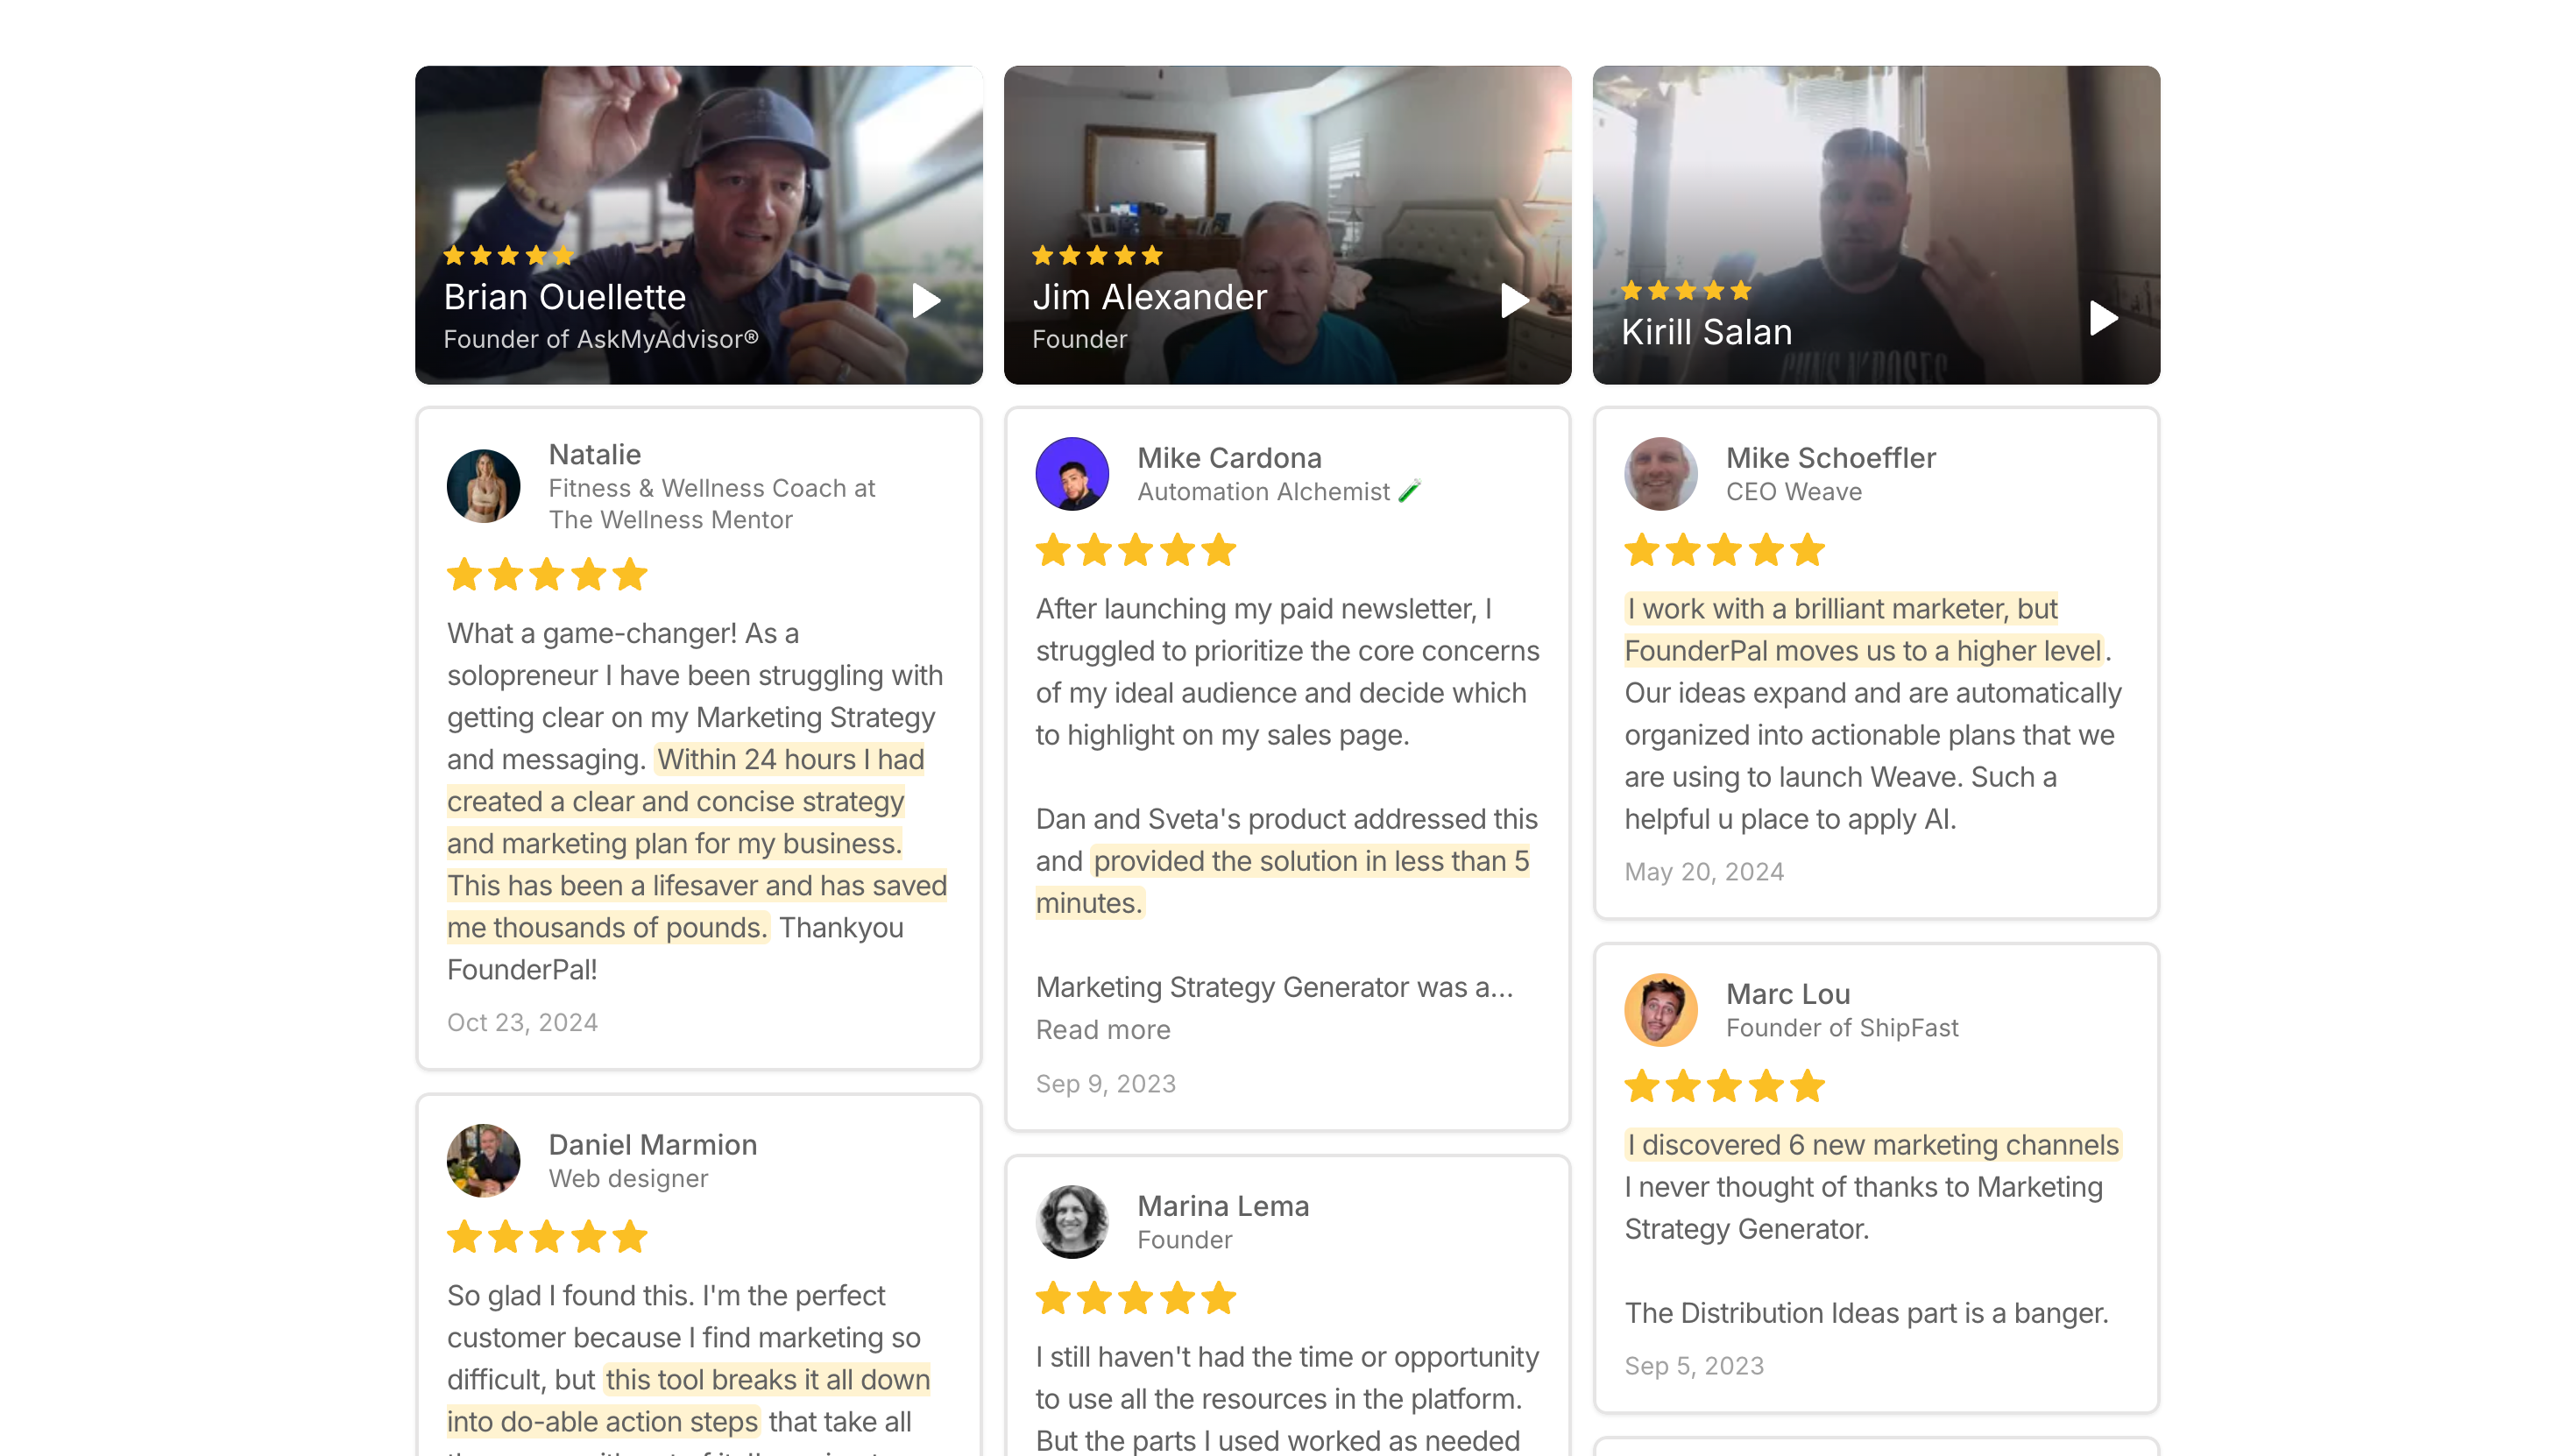 Brian Ouellette
Founder of AskMyAdvisor®
Jim Alexander
Founder
Kirill Salan
GUNS N' ROSES
Natalie
Fitness & Wellness Coach at
The Wellness Mentor
What a game-changer! As a
solopreneur I have been struggling with
getting clear on my Marketing Strategy
and messaging. Within 24 hours I had
created a clear and concise strategy
and marketing plan for my business.
This has been a lifesaver and has saved
me thousands of pounds. Thankyou
FounderPal!
Oct 23, 2024
Daniel Marmion
Web designer
So glad I found this. I'm the perfect
customer because I find marketing so
difficult, but this tool breaks it all down
into do-able action steps that take all
Mike Cardona
Automation Alchemist 🧪
After launching my paid newsletter, I
struggled to prioritize the core concerns
of my ideal audience and decide which
to highlight on my sales page.
Dan and Sveta's product addressed this
and provided the solution in less than 5
minutes.
Marketing Strategy Generator was a...
Read more
Sep 9, 2023
Marina Lema
Founder
I still haven't had the time or opportunity
to use all the resources in the platform.
But the parts I used worked as needed
Mike Schoeffler
CEO Weave
I work with a brilliant marketer, but
FounderPal moves us to a higher level.
Our ideas expand and are automatically
organized into actionable plans that we
are using to launch Weave. Such a
helpful u place to apply AI.
May 20, 2024
Marc Lou
Founder of ShipFast
I discovered 6 new marketing channels
I never thought of thanks to Marketing
Strategy Generator.
The Distribution Ideas part is a banger.
Sep 5, 2023